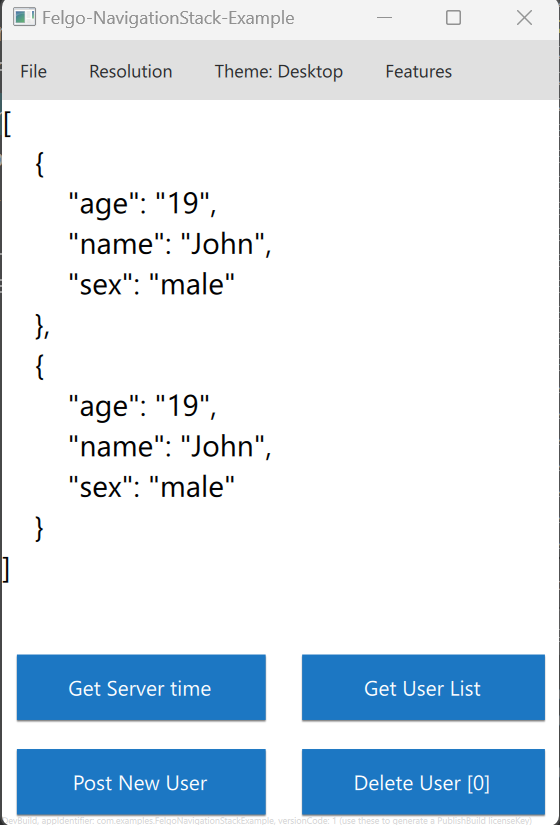 Felgo-NavigationStack-Example
File Resolution Theme: Desktop Features
[
{
"age": "19",
"name": "John",
"sex": "male"
},
{
"age": "19",
"name": "John",
"sex": "male"
}
]
Get Server time Get User List
Post New User Delete User [0]
DevBuild, appIdentifier: com.examples.FelgoNavigationStackExample, versionCode: 1 (use these to generate a PublishBuild licenseKey)